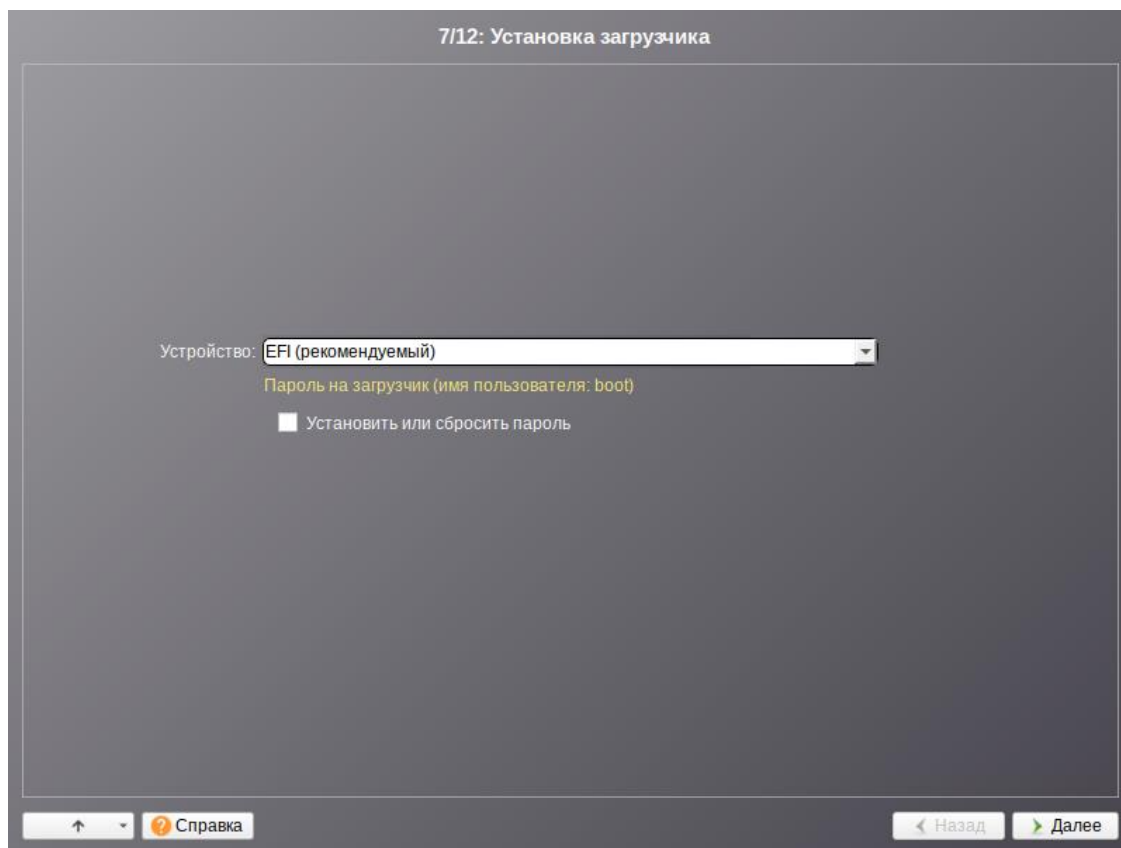 7/12: Установка загрузчика
Устройство: EFI (рекомендуемый)
Пароль на загрузчик (имя пользователя: boot)
Установить или сбросить пароль
Справка Назад Далее